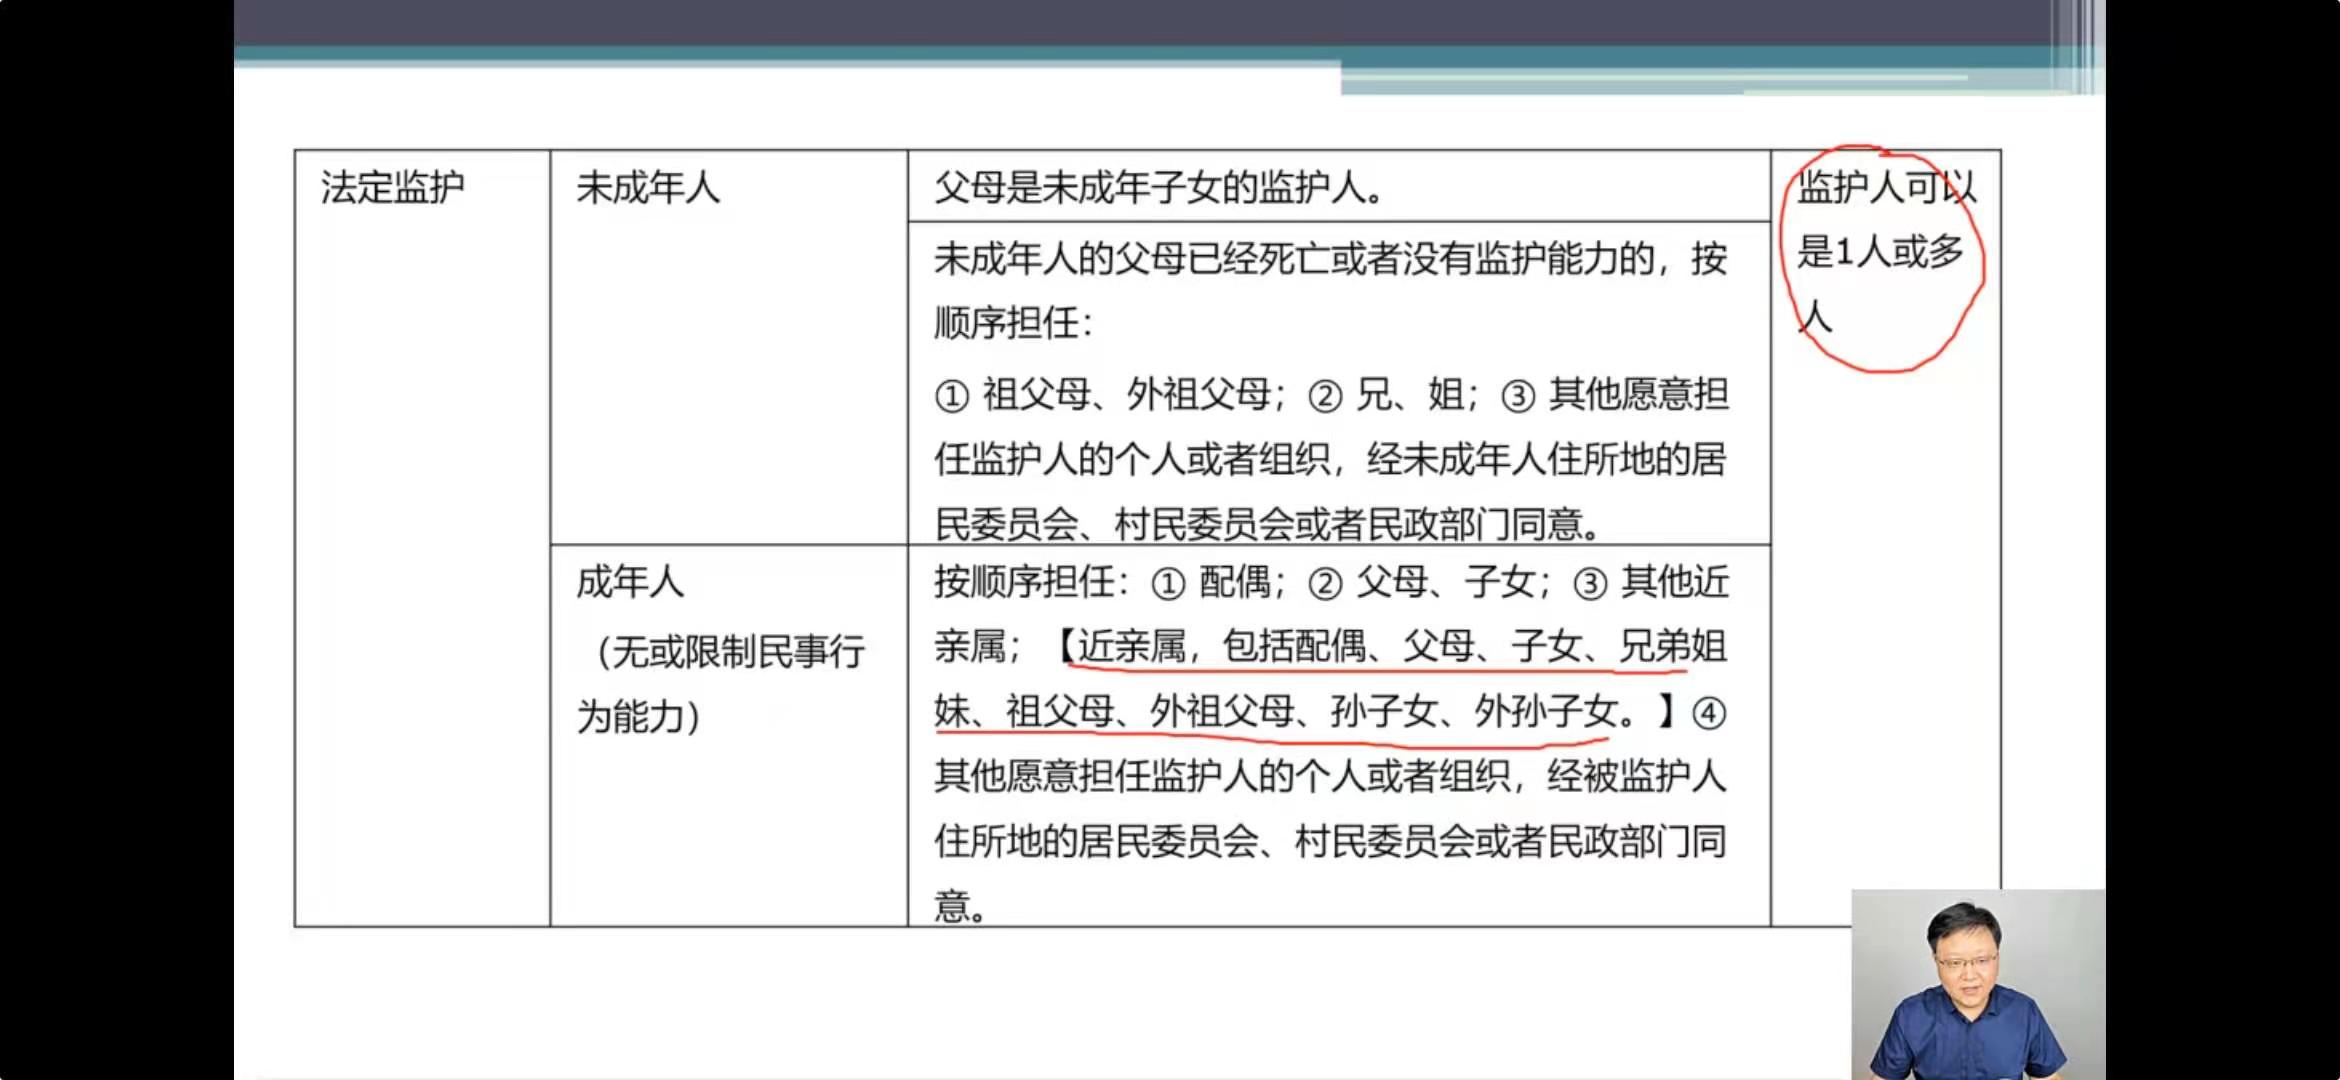 法定监护
未成年人
父母是未成年子女的监护人。
未成年人的父母已经死亡或者没有监护能力的，按
顺序担任：
① 祖父母、外祖父母；② 兄、姐；③ 其他愿意担
任监护人的个人或者组织，经未成年人住所地的居
民委员会、村民委员会或者民政部门同意。
监护人可以
是1人或多
人
成年人
（无或限制民事行
为能力）
按顺序担任：① 配偶；② 父母、子女；③ 其他近
亲属；【近亲属，包括配偶、父母、子女、兄弟姐
妹、祖父母、外祖父母、孙子女、外孙子女。】④
其他愿意担任监护人的个人或者组织，经被监护人
住所地的居民委员会、村民委员会或者民政部门同
意。